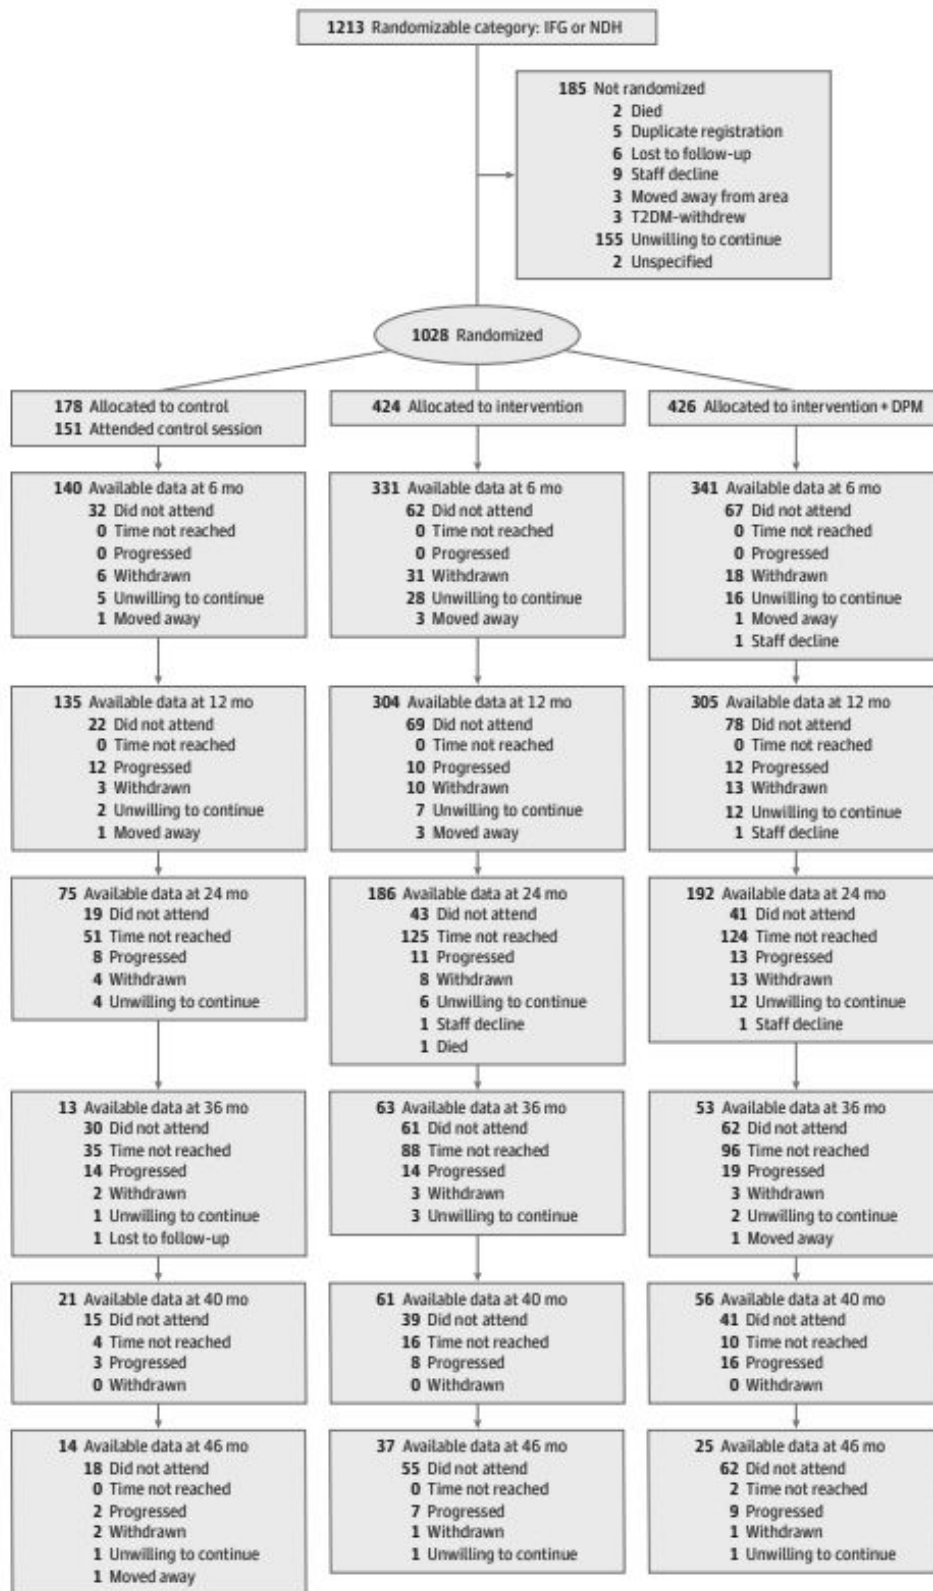 1213 Randomizable category: IFG or NDH
185 Not randomized
2 Died
5 Duplicate registration
6 Lost to follow-up
9 Staff decline
3 Moved away from area
3 T2DM-withdrew
155 Unwilling to continue
2 Unspecified
1028 Randomized
178 Allocated to control
151 Attended control session
424 Allocated to intervention
426 Allocated to intervention + DPM
140 Available data at 6 mo
32 Did not attend
0 Time not reached
0 Progressed
6 Withdrawn
5 Unwilling to continue
1 Moved away
331 Available data at 6 mo
62 Did not attend
0 Time not reached
0 Progressed
31 Withdrawn
28 Unwilling to continue
3 Moved away
341 Available data at 6 mo
67 Did not attend
0 Time not reached
0 Progressed
18 Withdrawn
16 Unwilling to continue
1 Moved away
1 Staff decline
135 Available data at 12 mo
22 Did not attend
0 Time not reached
12 Progressed
3 Withdrawn
2 Unwilling to continue
1 Moved away
304 Available data at 12 mo
69 Did not attend
0 Time not reached
10 Progressed
10 Withdrawn
7 Unwilling to continue
3 Moved away
305 Available data at 12 mo
78 Did not attend
0 Time not reached
12 Progressed
13 Withdrawn
12 Unwilling to continue
1 Staff decline
75 Available data at 24 mo
19 Did not attend
51 Time not reached
8 Progressed
4 Withdrawn
4 Unwilling to continue
186 Available data at 24 mo
43 Did not attend
125 Time not reached
11 Progressed
8 Withdrawn
6 Unwilling to continue
1 Staff decline
1 Died
192 Available data at 24 mo
41 Did not attend
124 Time not reached
13 Progressed
13 Withdrawn
12 Unwilling to continue
1 Staff decline
13 Available data at 36 mo
30 Did not attend
35 Time not reached
14 Progressed
2 Withdrawn
1 Unwilling to continue
1 Lost to follow-up
63 Available data at 36 mo
61 Did not attend
88 Time not reached
14 Progressed
3 Withdrawn
3 Unwilling to continue
53 Available data at 36 mo
62 Did not attend
96 Time not reached
19 Progressed
3 Withdrawn
2 Unwilling to continue
1 Moved away
21 Available data at 40 mo
15 Did not attend
4 Time not reached
3 Progressed
0 Withdrawn
61 Available data at 40 mo
39 Did not attend
16 Time not reached
8 Progressed
0 Withdrawn
56 Available data at 40 mo
41 Did not attend
10 Time not reached
16 Progressed
0 Withdrawn
14 Available data at 46 mo
18 Did not attend
0 Time not reached
2 Progressed
2 Withdrawn
1 Unwilling to continue
1 Moved away
37 Available data at 46 mo
55 Did not attend
0 Time not reached
7 Progressed
1 Withdrawn
1 Unwilling to continue
25 Available data at 46 mo
62 Did not attend
2 Time not reached
9 Progressed
1 Withdrawn
1 Unwilling to continue